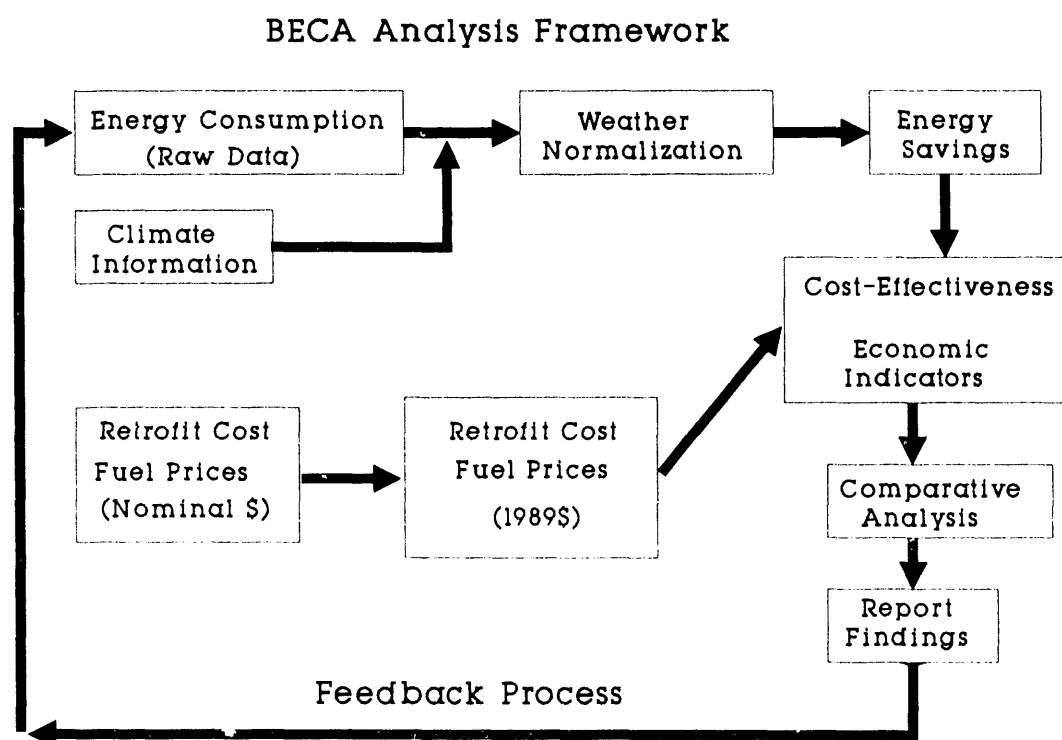 BECA Analysis Framework
Energy Consumption
(Raw Data)
Weather
Normalization
Energy
Savings
Climate
Information
Cost-Effectiveness
Economic
Indicators
Retrofit Cost
Fuel Prices
(Nominal $)
Retrofit Cost
Fuel Prices
(1989$)
Comparative
Analysis
Report
Findings
Feedback Process